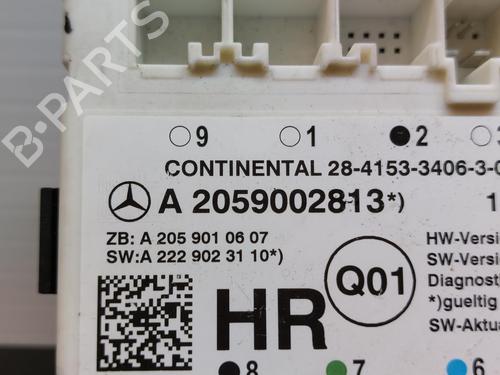 9 1 2
CONTINENTAL 28-4153-3406-3-0
A 2059002813*) 1
ZB: A 205 901 06 07
SW:A 222 902 31 10*)
HW-Versi
SW-Versi
Diagnost
*)gueltig
SW-Aktua
Q01
HR
8 7 6
B-PARTS